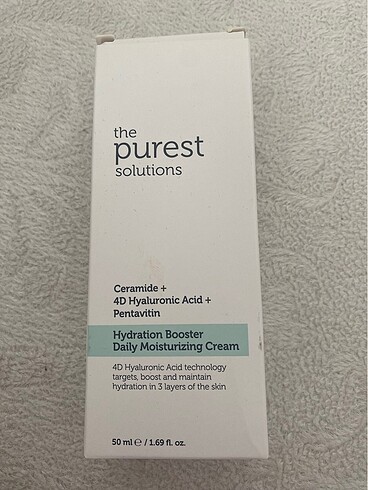 the
purest
solutions
Ceramide +
4D Hyaluronic Acid +
Pentavitin
Hydration Booster
Daily Moisturizing Cream
4D Hyaluronic Acid technology
targets, boost and maintain
hydration in 3 layers of the skin
50 ml ℮ / 1.69 fl. oz.